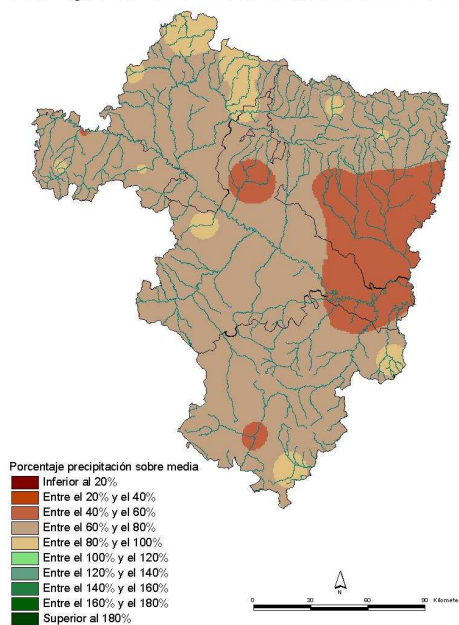 Porcentaje precipitación sobre media
Inferior al 20%
Entre el 20% y el 40%
Entre el 40% y el 60%
Entre el 60% y el 80%
Entre el 80% y el 100%
Entre el 100% y el 120%
Entre el 120% y el 140%
Entre el 140% y el 160%
Entre el 160% y el 180%
Superior al 180%
N
0 30 60 90 Kilomete